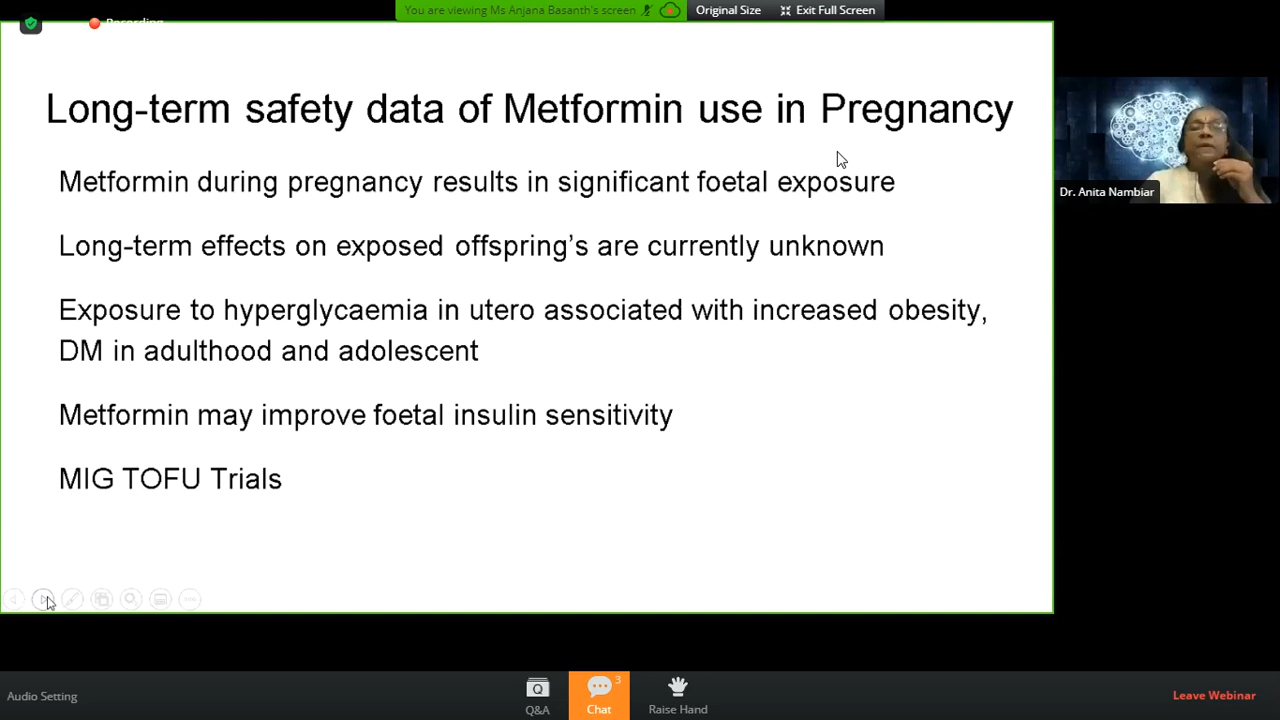 You are viewing Ms Anjana Basanth's screen
Original Size
Exit Full Screen
Recording
Long-term safety data of Metformin use in Pregnancy
Metformin during pregnancy results in significant foetal exposure
Long-term effects on exposed offspring's are currently unknown
Exposure to hyperglycaemia in utero associated with increased obesity,
DM in adulthood and adolescent
Metformin may improve foetal insulin sensitivity
MIG TOFU Trials
Dr. Anita Nambiar
Audio Setting
Q
Q&A
3
Chat
Raise Hand
Leave Webinar